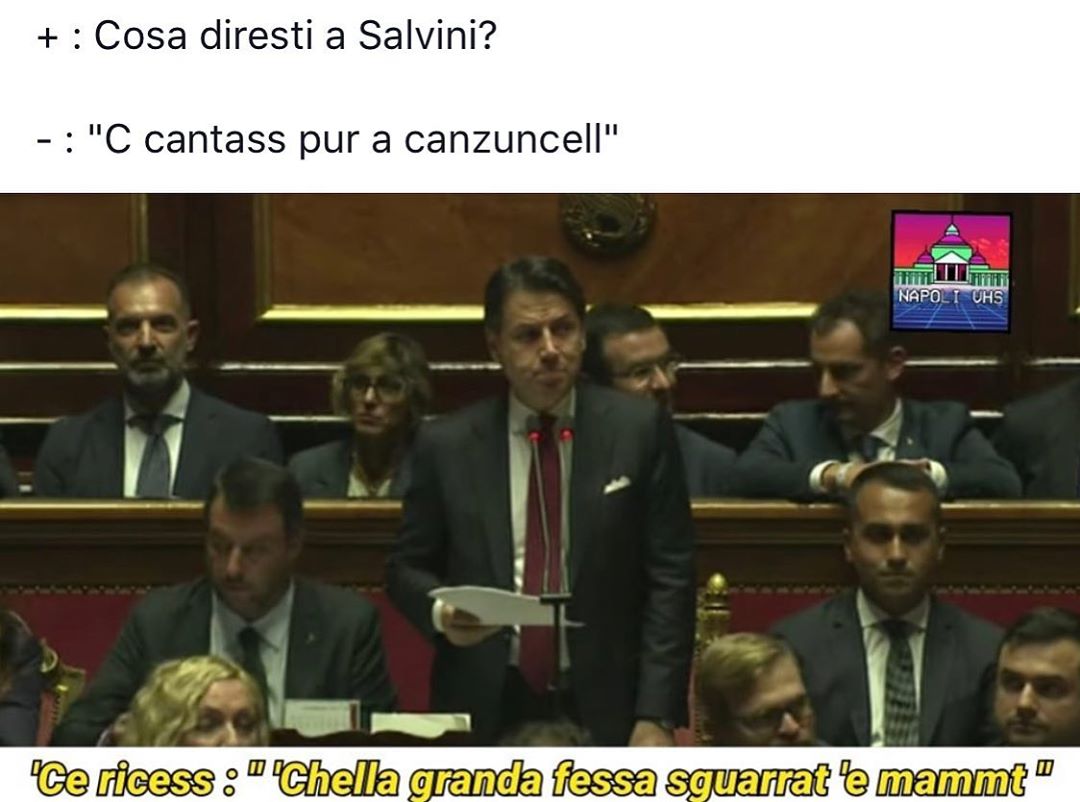 + : Cosa diresti a Salvini?
- : "C cantass pur a canzuncell"
NAPOLI VHS
'Ce ricess : " 'Chella granda fessa sguarrat 'e mammt "